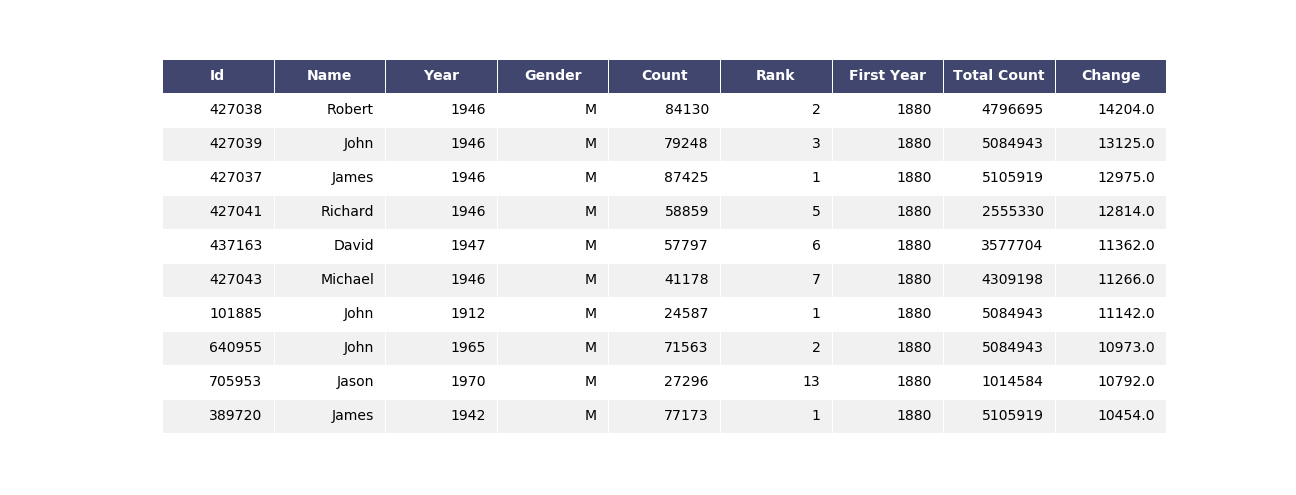 Id Name Year Gender Count Rank First Year Total Count Change
427038 Robert 1946 M 84130 2 1880 4796695 14204.0
427039 John 1946 M 79248 3 1880 5084943 13125.0
427037 James 1946 M 87425 1 1880 5105919 12975.0
427041 Richard 1946 M 58859 5 1880 2555330 12814.0
437163 David 1947 M 57797 6 1880 3577704 11362.0
427043 Michael 1946 M 41178 7 1880 4309198 11266.0
101885 John 1912 M 24587 1 1880 5084943 11142.0
640955 John 1965 M 71563 2 1880 5084943 10973.0
705953 Jason 1970 M 27296 13 1880 1014584 10792.0
389720 James 1942 M 77173 1 1880 5105919 10454.0